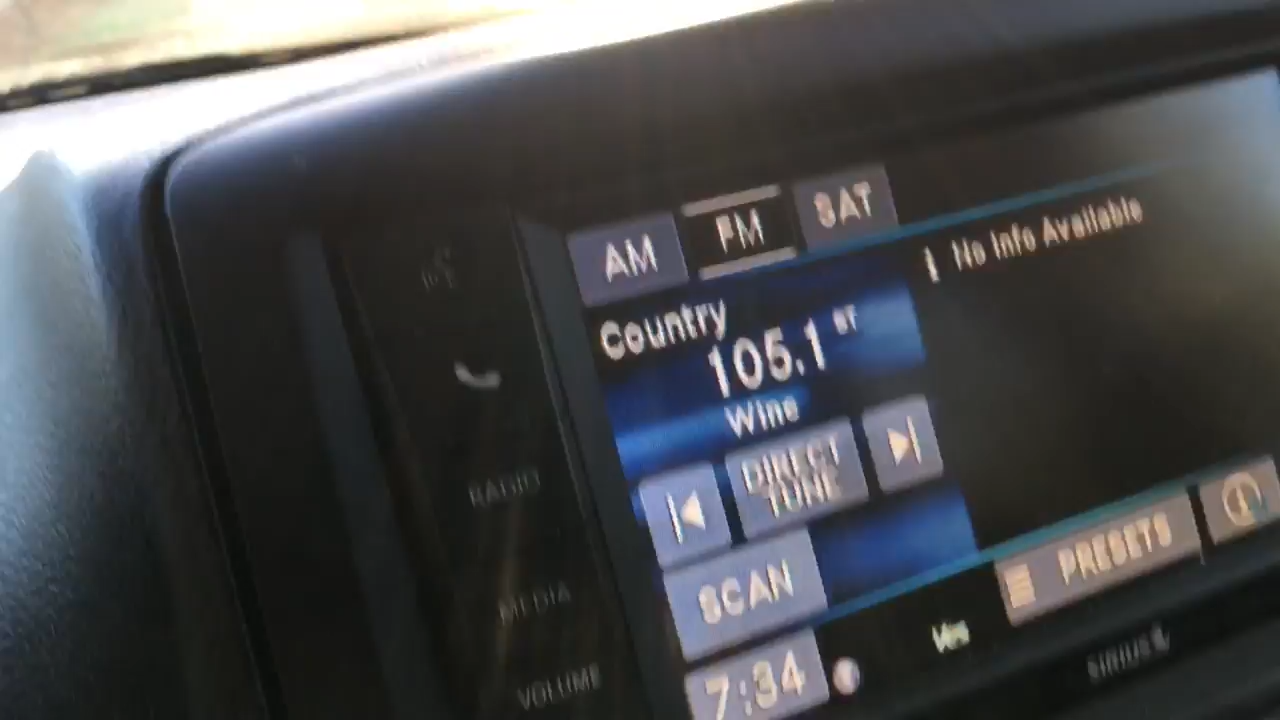 AM FM SAT
No Info Available
Country
105.1 ST
Wine
DIRECT
TUNE
SCAN
PRESETS
7:34
RADIO
MEDIA
VOLUME
SIRIUS